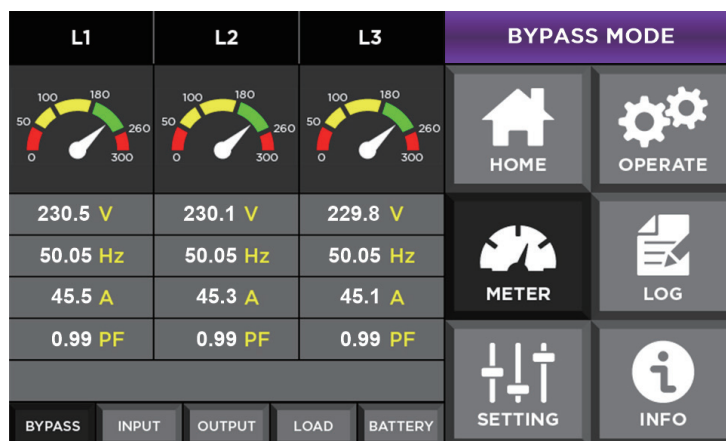 L1 L2 L3 BYPASS MODE
50 100 180 260 0 300
50 100 180 260 0 300
50 100 180 260 0 300
HOME OPERATE
230.5 V 230.1 V 229.8 V
50.05 Hz 50.05 Hz 50.05 Hz
45.5 A 45.3 A 45.1 A
METER LOG
0.99 PF 0.99 PF 0.99 PF
SETTING INFO
BYPASS INPUT OUTPUT LOAD BATTERY